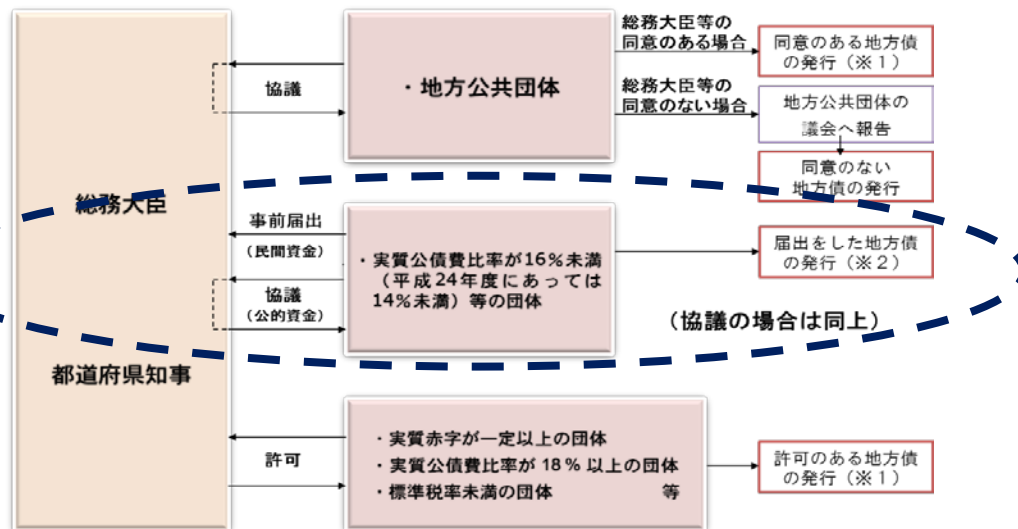 総務大臣
都道府県知事
協議
・地方公共団体
総務大臣等の
同意のある場合
同意のある地方債
の発行（※１）
総務大臣等の
同意のない場合
地方公共団体の
議会へ報告
同意のない
地方債の発行
事前届出
（民間資金）
協議
（公的資金）
・実質公債費比率が16％未満
（平成24年度にあっては
14％未満）等の団体
届出をした地方債
の発行（※２）
（協議の場合は同上）
許可
・実質赤字が一定以上の団体
・実質公債費比率が18％以上の団体
・標準税率未満の団体　　　等
許可のある地方債
の発行（※１）